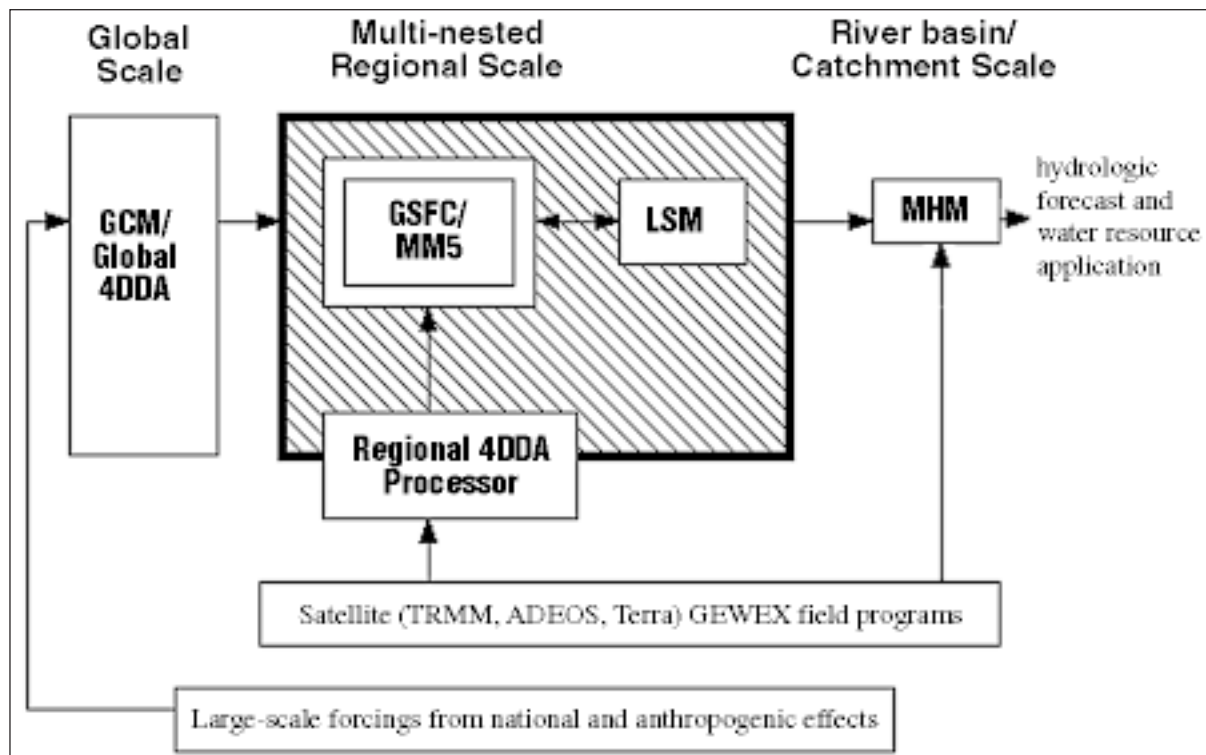 Global
Scale
Multi-nested
Regional Scale
River basin/
Catchment Scale
GCM/
Global
4DDA
GSFC/
MM5
LSM
MHM
hydrologic
forecast and
water resource
application
Regional 4DDA
Processor
Satellite (TRMM, ADEOS, Terra) GEWEX field programs
Large-scale forcings from national and anthropogenic effects